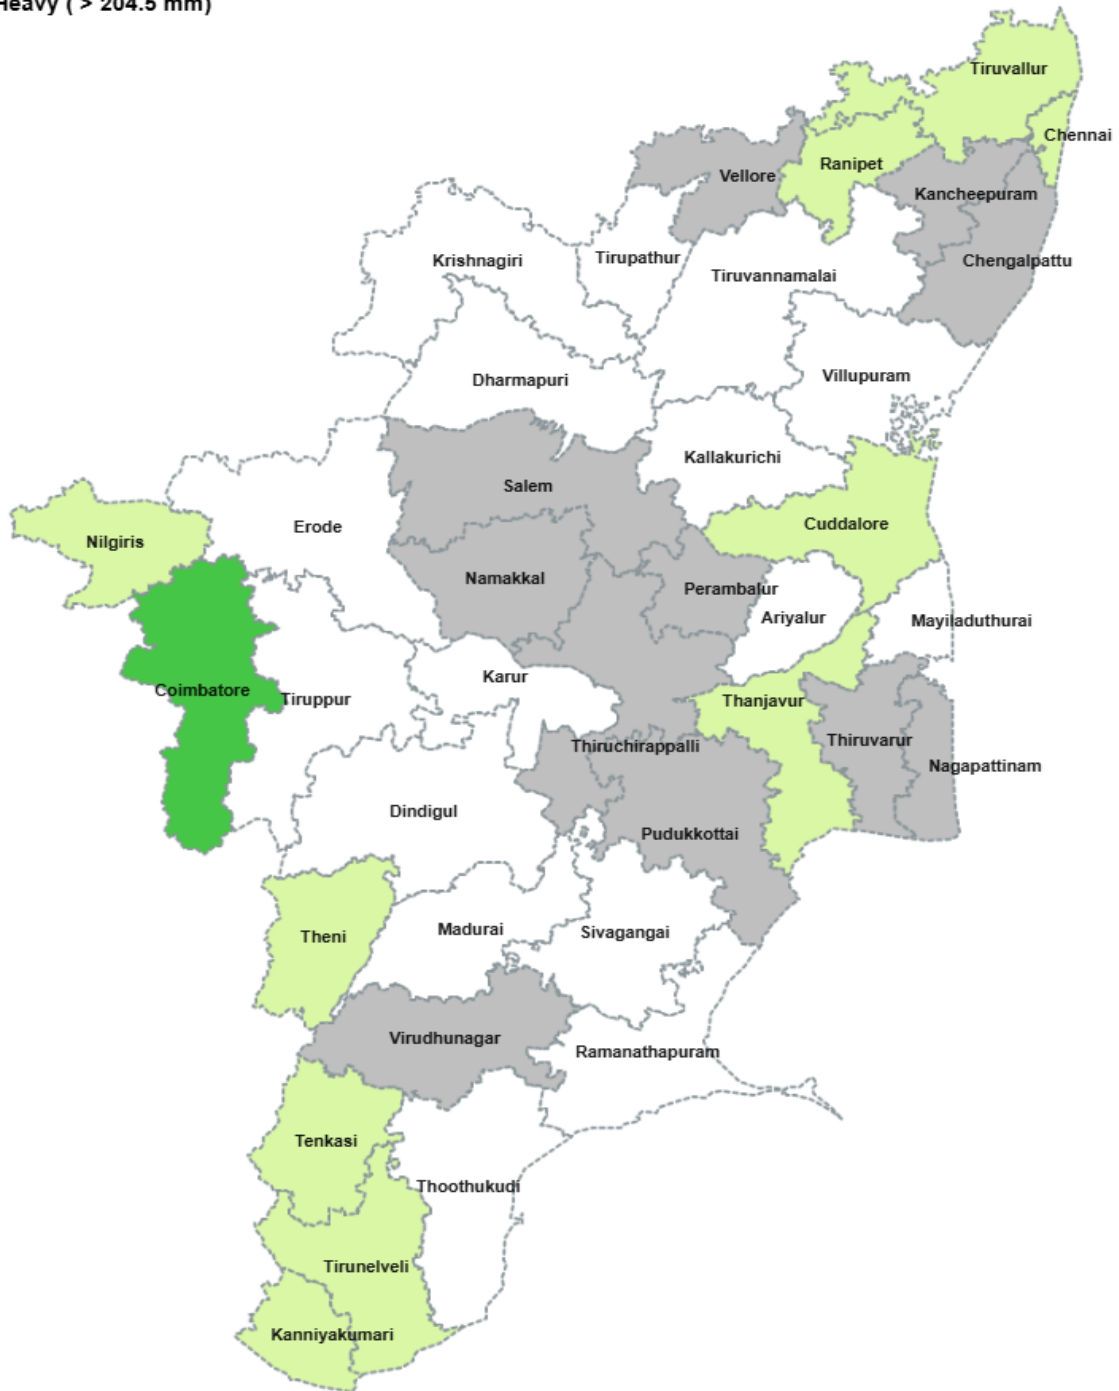 Heavy ( > 204.5 mm)
Tiruvallur
Chennai
Ranipet
Vellore
Kancheepuram
Krishnagiri
Tirupathur
Chengalpattu
Tiruvannamalai
Dharmapuri
Villupuram
Kallakurichi
Salem
Cuddalore
Erode
Nilgiris
Namakkal
Perambalur
Ariyalur
Mayiladuthurai
Karur
Coimbatore
Tiruppur
Thanjavur
Thiruvarur
Thiruchirappalli
Nagapattinam
Dindigul
Pudukkottai
Theni
Madurai
Sivagangai
Virudhunagar
Ramanathapuram
Tenkasi
Thoothukudi
Tirunelveli
Kanniyakumari